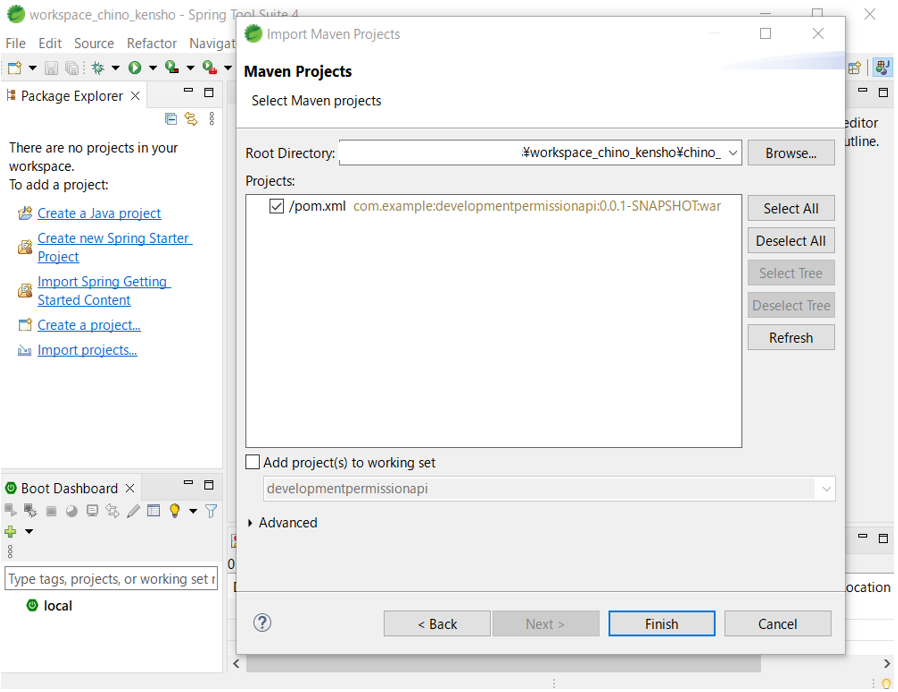 workspace_chino_kensho - Spring Tool Suite 4
File Edit Source Refactor Navigat
Package Explorer
There are no projects in your
workspace.
To add a project:
Create a Java project
Create new Spring Starter
Project
Import Spring Getting
Started Content
Create a project...
Import projects...
Boot Dashboard
Type tags, projects, or working set r
local
Import Maven Projects
Maven Projects
Select Maven projects
Root Directory:
¥workspace_chino_kensho¥chino_
Browse...
Projects:
/pom.xml com.example:developmentpermissionapi:0.0.1-SNAPSHOT:war
Select All
Deselect All
Select Tree
Deselect Tree
Refresh
Add project(s) to working set
developmentpermissionapi
Advanced
< Back
Next >
Finish
Cancel
editor
utline.
0
ocation